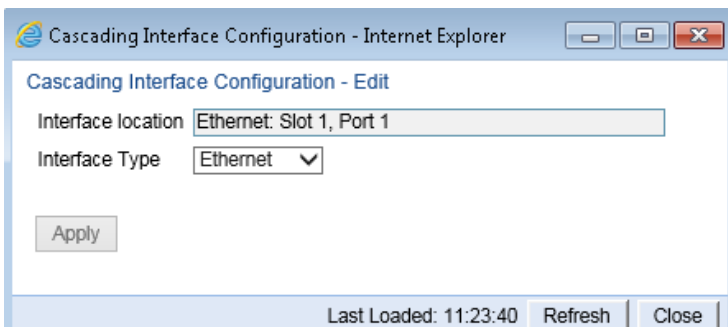 Cascading Interface Configuration - Internet Explorer
Cascading Interface Configuration - Edit
Interface location Ethernet: Slot 1, Port 1
Interface Type Ethernet
Apply
Last Loaded: 11:23:40 Refresh Close